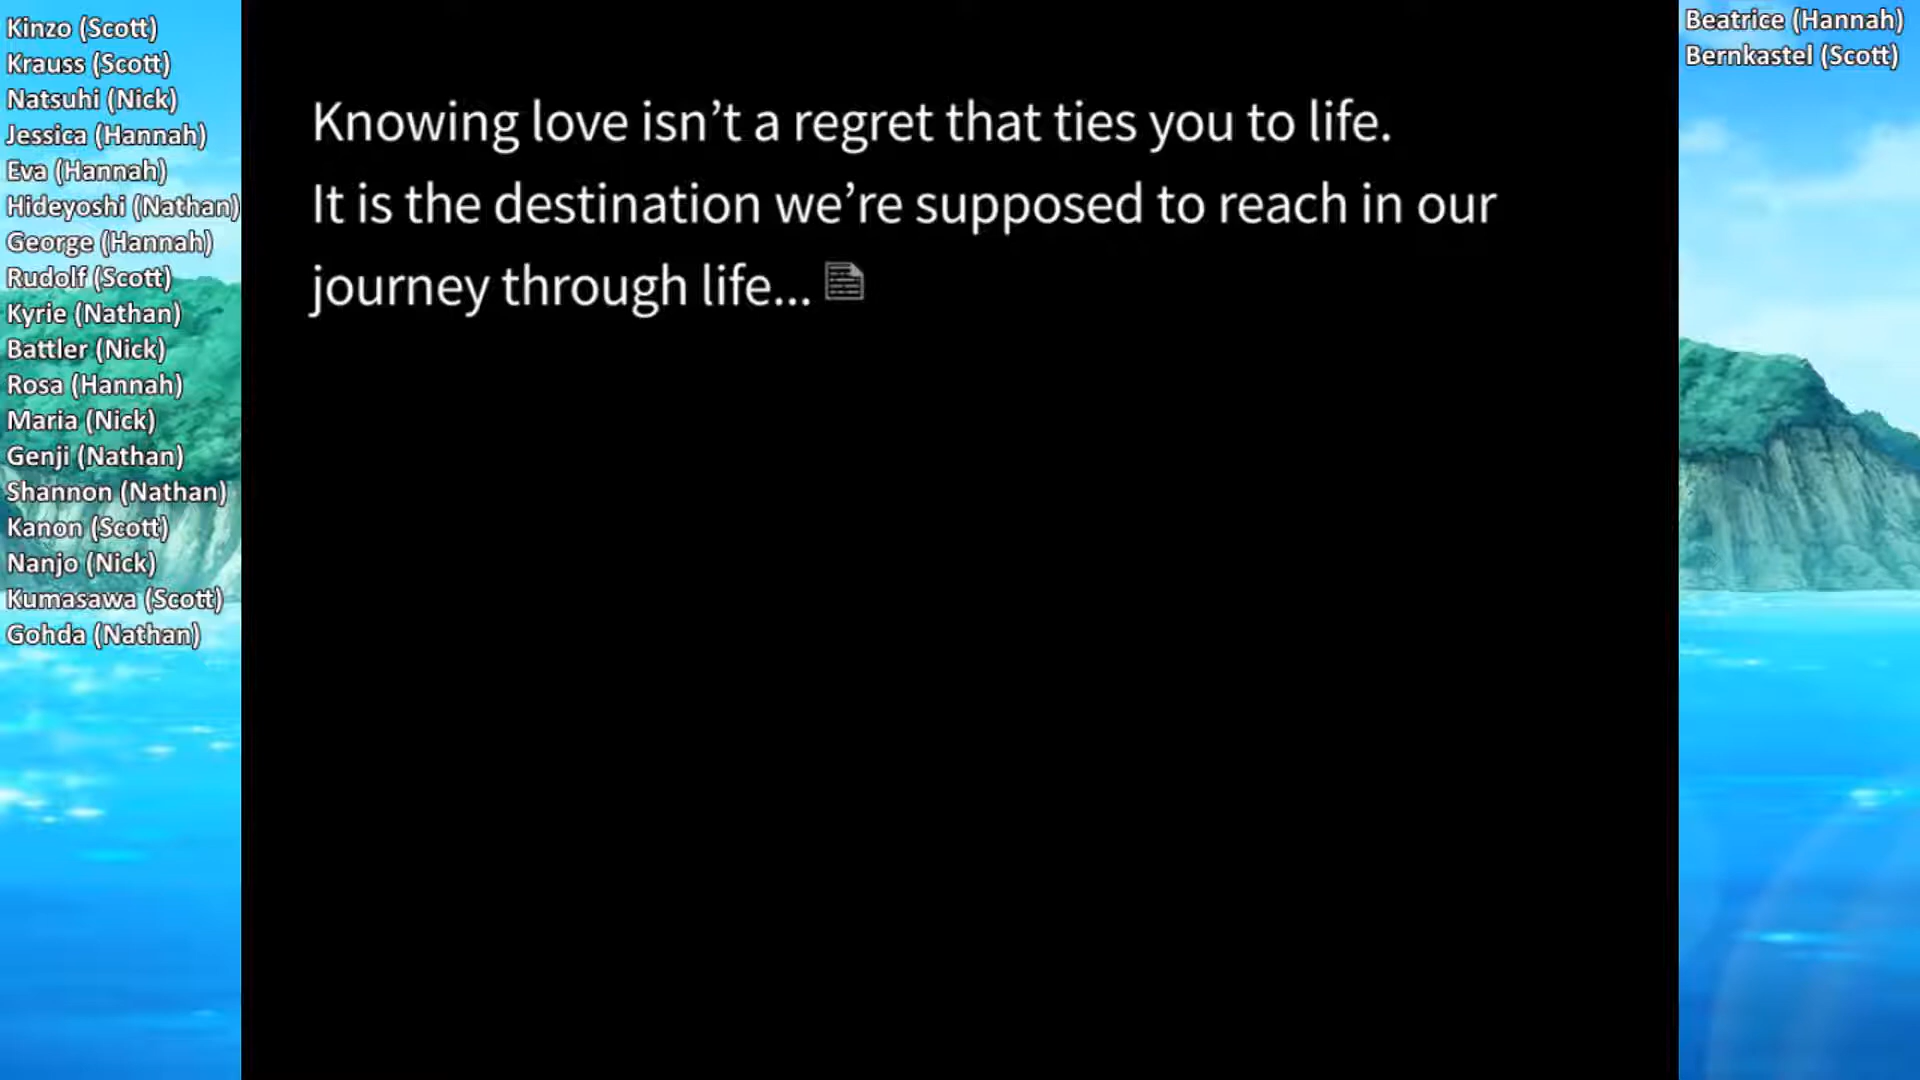 Kinzo (Scott)
Krauss (Scott)
Natsuhi (Nick)
Jessica (Hannah)
Eva (Hannah)
Hideyoshi (Nathan)
George (Hannah)
Rudolf (Scott)
Kyrie (Nathan)
Battler (Nick)
Rosa (Hannah)
Maria (Nick)
Genji (Nathan)
Shannon (Nathan)
Kanon (Scott)
Nanjo (Nick)
Kumasawa (Scott)
Gohda (Nathan)
Knowing love isn’t a regret that ties you to life.
It is the destination we’re supposed to reach in our
journey through life...
Beatrice (Hannah)
Bernkastel (Scott)